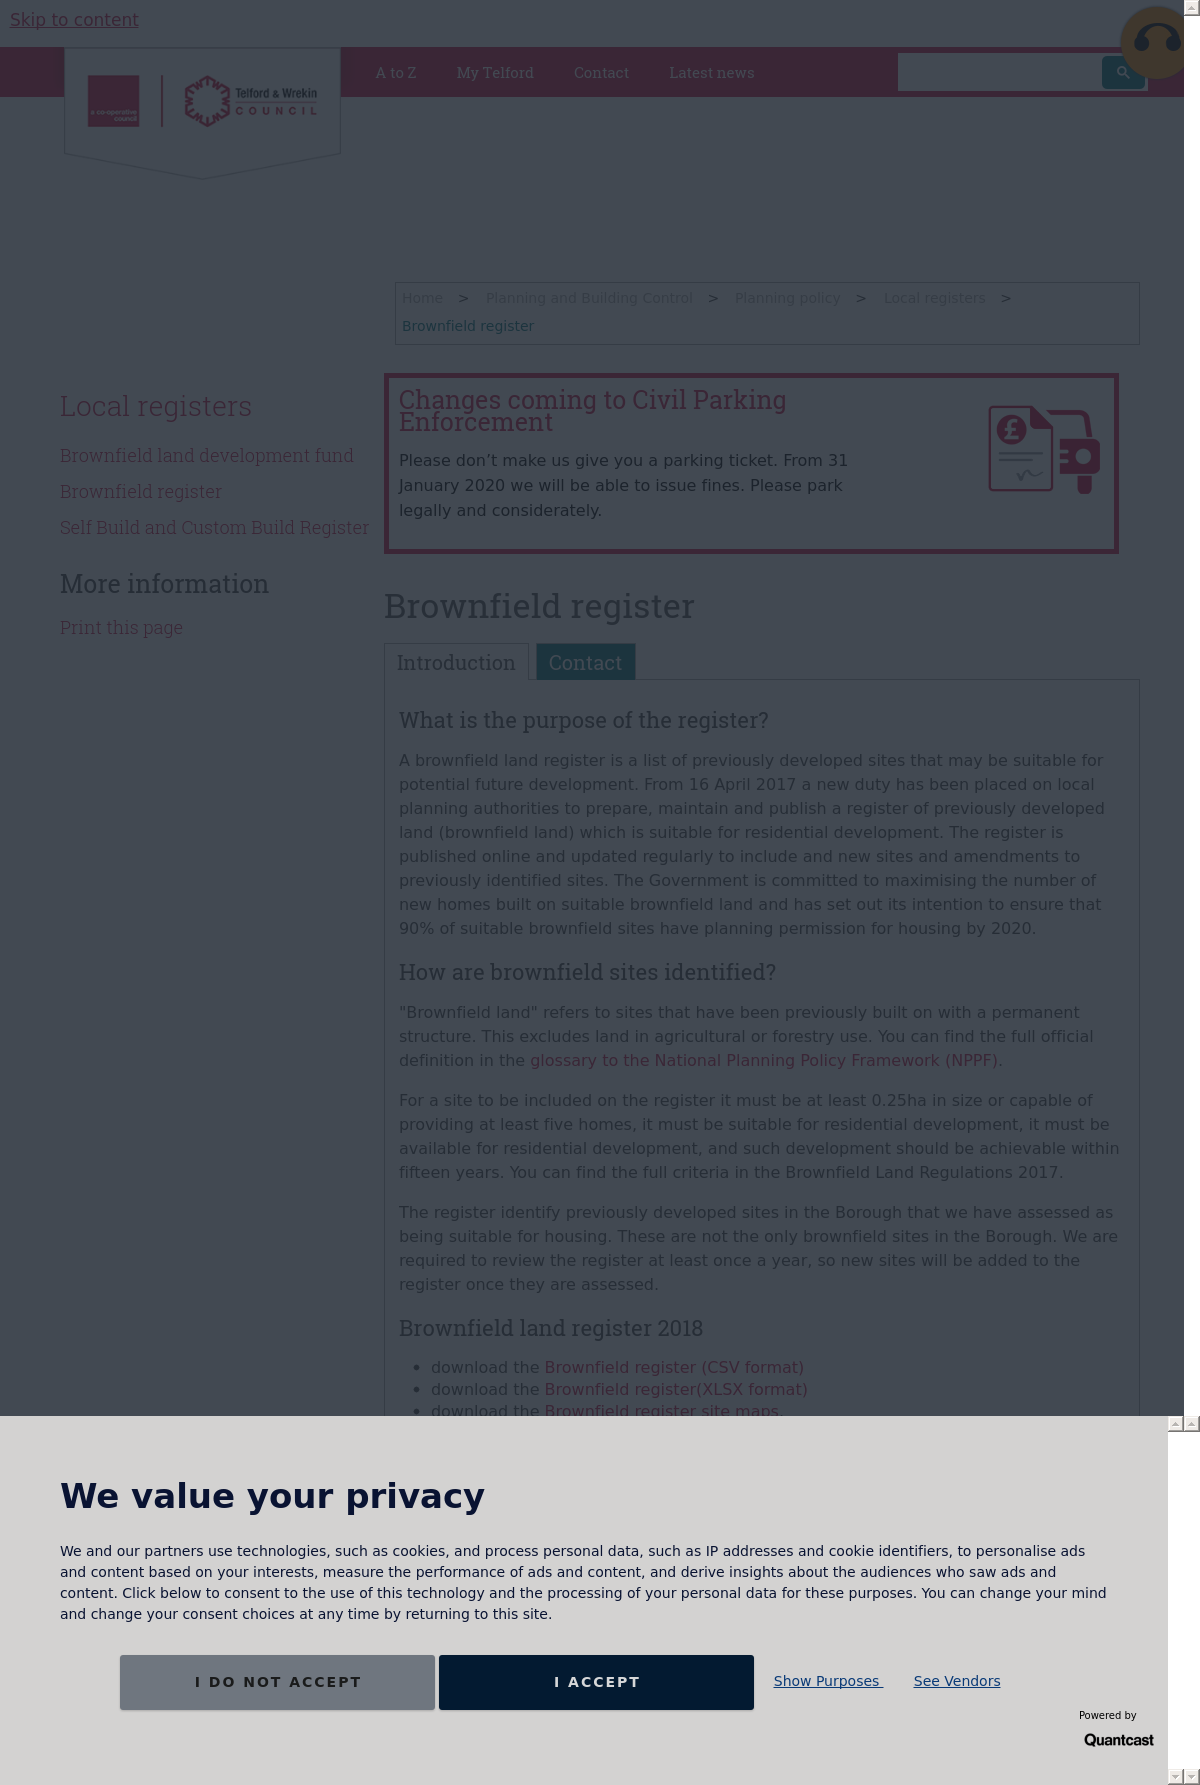 Skip to content
A to Z
My Telford
Contact
Latest news
a co-operative
council
Telford & Wrekin
COUNCIL
Home > Planning and Building Control > Planning policy > Local registers >
Brownfield register
Local registers
Brownfield land development fund
Brownfield register
Self Build and Custom Build Register
More information
Print this page
Changes coming to Civil Parking
Enforcement
Please don’t make us give you a parking ticket. From 31
January 2020 we will be able to issue fines. Please park
legally and considerately.
£
Brownfield register
Introduction
Contact
What is the purpose of the register?
A brownfield land register is a list of previously developed sites that may be suitable for
potential future development. From 16 April 2017 a new duty has been placed on local
planning authorities to prepare, maintain and publish a register of previously developed
land (brownfield land) which is suitable for residential development. The register is
published online and updated regularly to include and new sites and amendments to
previously identified sites. The Government is committed to maximising the number of
new homes built on suitable brownfield land and has set out its intention to ensure that
90% of suitable brownfield sites have planning permission for housing by 2020.
How are brownfield sites identified?
"Brownfield land" refers to sites that have been previously built on with a permanent
structure. This excludes land in agricultural or forestry use. You can find the full official
definition in the glossary to the National Planning Policy Framework (NPPF).
For a site to be included on the register it must be at least 0.25ha in size or capable of
providing at least five homes, it must be suitable for residential development, it must be
available for residential development, and such development should be achievable within
fifteen years. You can find the full criteria in the Brownfield Land Regulations 2017.
The register identify previously developed sites in the Borough that we have assessed as
being suitable for housing. These are not the only brownfield sites in the Borough. We are
required to review the register at least once a year, so new sites will be added to the
register once they are assessed.
Brownfield land register 2018
• download the Brownfield register (CSV format)
• download the Brownfield register(XLSX format)
• download the Brownfield register site maps.
We value your privacy
We and our partners use technologies, such as cookies, and process personal data, such as IP addresses and cookie identifiers, to personalise ads
and content based on your interests, measure the performance of ads and content, and derive insights about the audiences who saw ads and
content. Click below to consent to the use of this technology and the processing of your personal data for these purposes. You can change your mind
and change your consent choices at any time by returning to this site.
I DO NOT ACCEPT
I ACCEPT
Show Purposes
See Vendors
Powered by
Quantcast